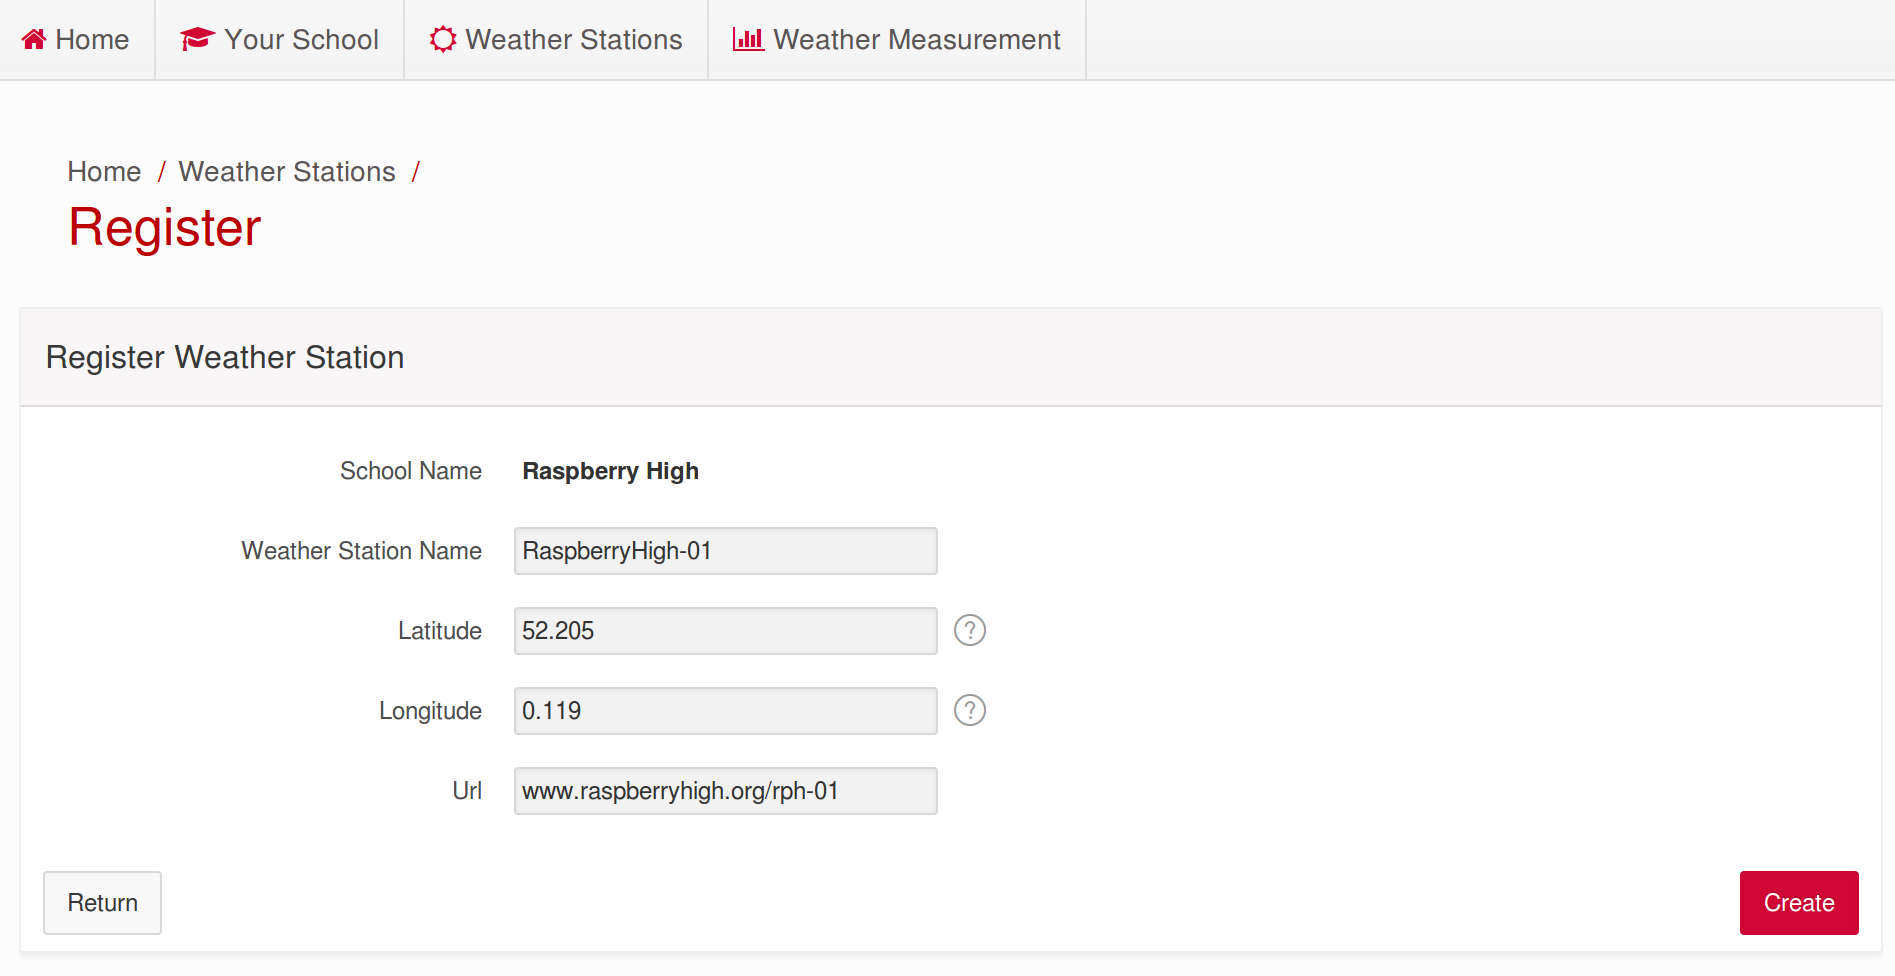 Home Your School Weather Stations Weather Measurement
Home / Weather Stations /
Register
Register Weather Station
School Name Raspberry High
Weather Station Name RaspberryHigh-01
Latitude 52.205 ?
Longitude 0.119 ?
Url www.raspberryhigh.org/rph-01
Return Create